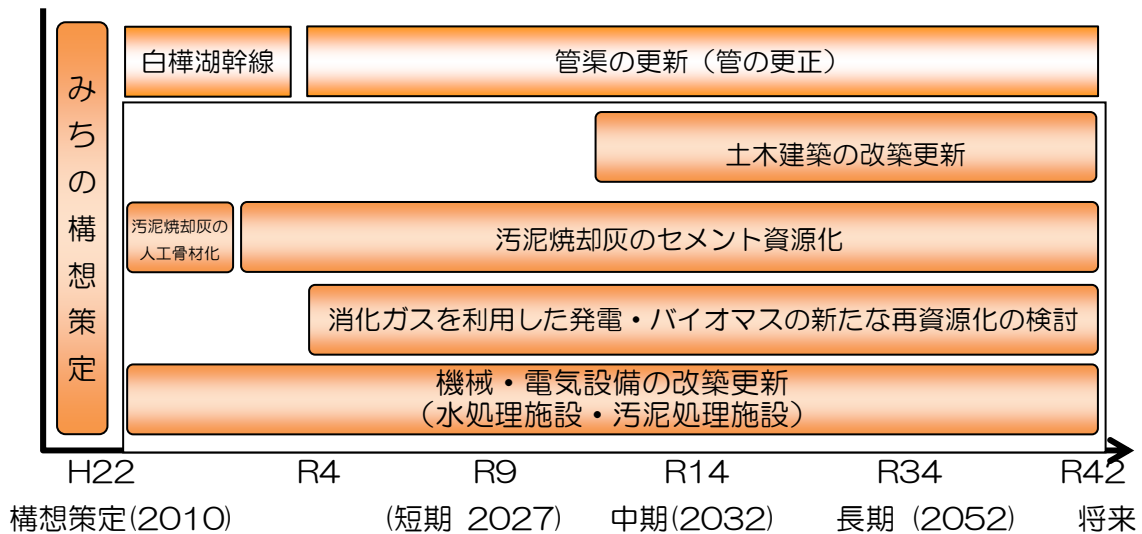 みちの構想策定
白樺湖幹線
管渠の更新（管の更正）
土木建築の改築更新
汚泥焼却灰の
人工骨材化
汚泥焼却灰のセメント資源化
消化ガスを利用した発電・バイオマスの新たな再資源化の検討
機械・電気設備の改築更新
（水処理施設・汚泥処理施設）
H22 R4 R9 R14 R34 R42
構想策定(2010) (短期 2027) 中期(2032) 長期 (2052) 将来